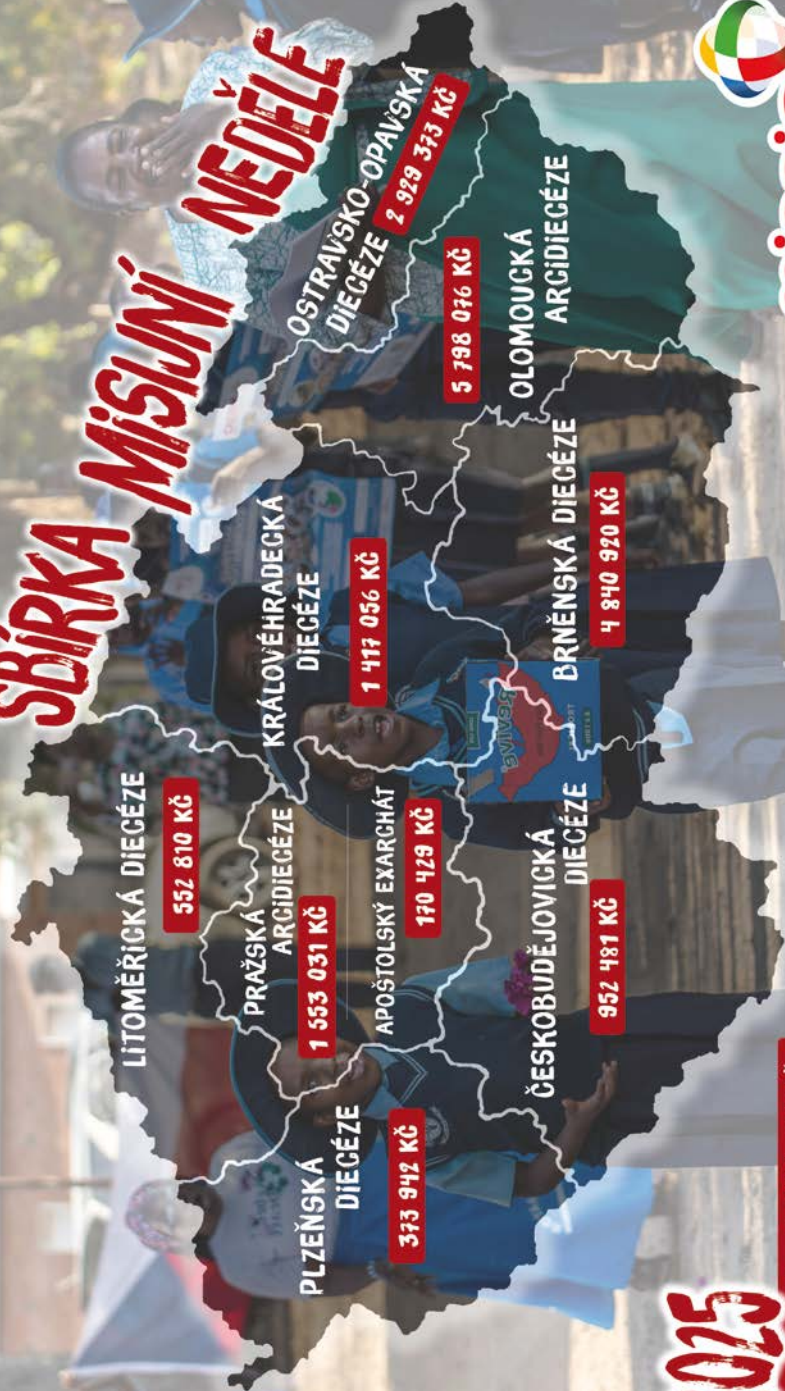 SBÍRKA MISIJNÍ NEDĚLE
LITOMĚŘICKÁ DIECÉZE
552 810 KČ
PRAŽSKÁ
ARCIDIECÉZE
1 553 031 KČ
APOŠTOLSKÝ EXARCHÁT
170 429 KČ
PLZEŇSKÁ
DIECÉZE
373 942 KČ
KRÁLOVÉHRADECKÁ
DIECÉZE
1 417 056 KČ
OSTRAVSKO-OPAVSKÁ
DIECÉZE
2 929 373 KČ
5 798 076 KČ
OLOMOUCKÁ
ARCIDIECÉZE
BRNĚNSKÁ DIECÉZE
4 840 920 KČ
ČESKOBUDĚJOVICKÁ
DIECÉZE
952 481 KČ
025